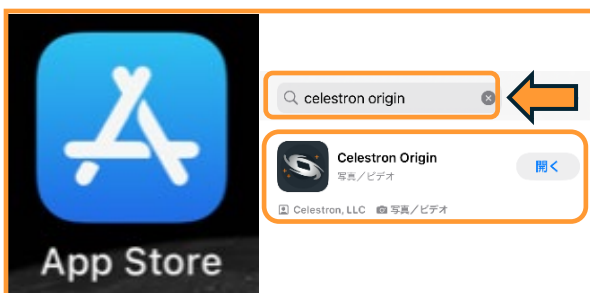 App Store
celestron origin
Celestron Origin
写真／ビデオ
開く
Celestron, LLC 写真／ビデオ